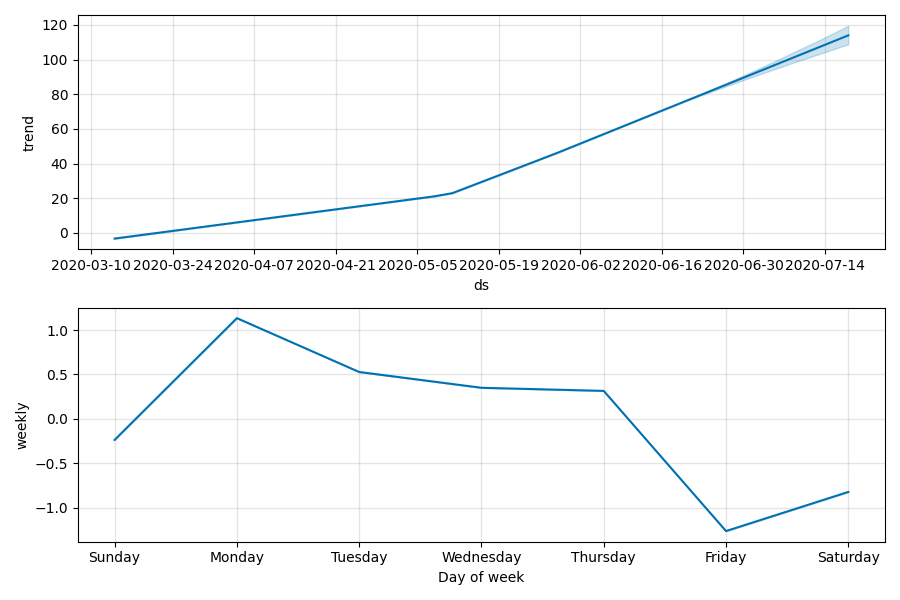 120
100
80
60
40
20
0
trend
2020-03-10 2020-03-24 2020-04-07 2020-04-21 2020-05-05 2020-05-19 2020-06-02 2020-06-16 2020-06-30 2020-07-14
ds
1.0
0.5
0.0
−0.5
−1.0
weekly
Sunday Monday Tuesday Wednesday Thursday Friday Saturday
Day of week